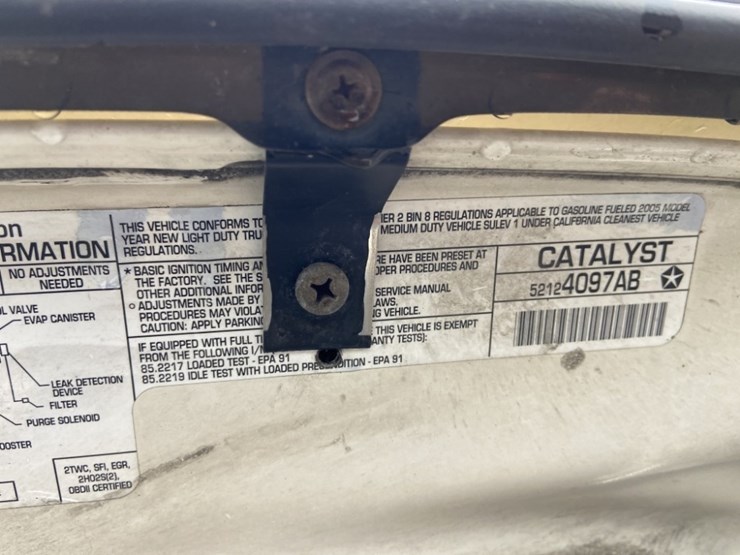 on
RMATION
NO ADJUSTMENTS
NEEDED
L VALVE
EVAP CANISTER
LEAK DETECTION
DEVICE
FILTER
PURGE SOLENOID
OOSTER
2TWC, SFI, EGR,
2HO2S(2),
OBDII CERTIFIED
THIS VEHICLE CONFORMS TO IER 2 BIN 8 REGULATIONS APPLICABLE TO GASOLINE FUELED 2005 MODEL
YEAR NEW LIGHT DUTY TRU MEDIUM DUTY VEHICLE SULEV 1 UNDER CALIFORNIA CLEANEST VEHICLE
REGULATIONS.
* BASIC IGNITION TIMING AN RE HAVE BEEN PRESET AT
THE FACTORY. SEE THE S OPER PROCEDURES AND
OTHER ADDITIONAL INFOR
o ADJUSTMENTS MADE BY SERVICE MANUAL
PROCEDURES MAY VIOLA AWS.
CAUTION: APPLY PARKING G VEHICLE.
IF EQUIPPED WITH FULL TI THIS VEHICLE IS EXEMPT
FROM THE FOLLOWING I/ ANTY TESTS):
85.2217 LOADED TEST - EPA 91
85.2219 IDLE TEST WITH LOADED PRE DITION - EPA 91
CATALYST
52124097AB